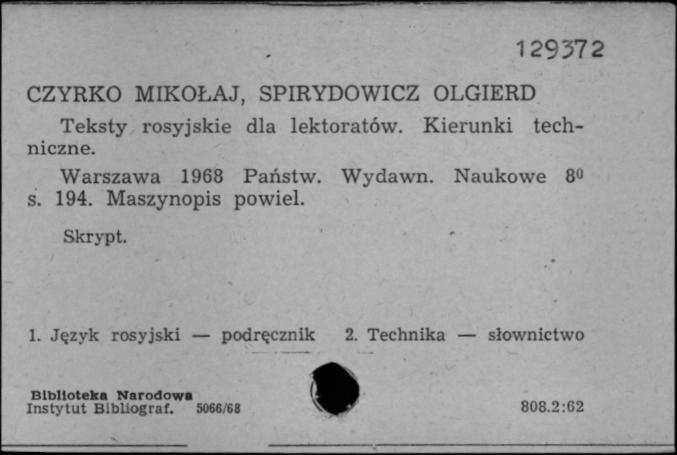 129372
CZYRKO MIKOŁAJ, SPIRYDOWICZ OLGIERD
Teksty rosyjskie dla lektoratów. Kierunki tech-
niczne.
Warszawa 1968 Państw. Wydawn. Naukowe 8⁰
s. 194. Maszynopis powiel.
Skrypt.
1. Język rosyjski — podręcznik 2. Technika — słownictwo
Biblioteka Narodowa
Instytut Bibliograf. 5066/68
808.2:62